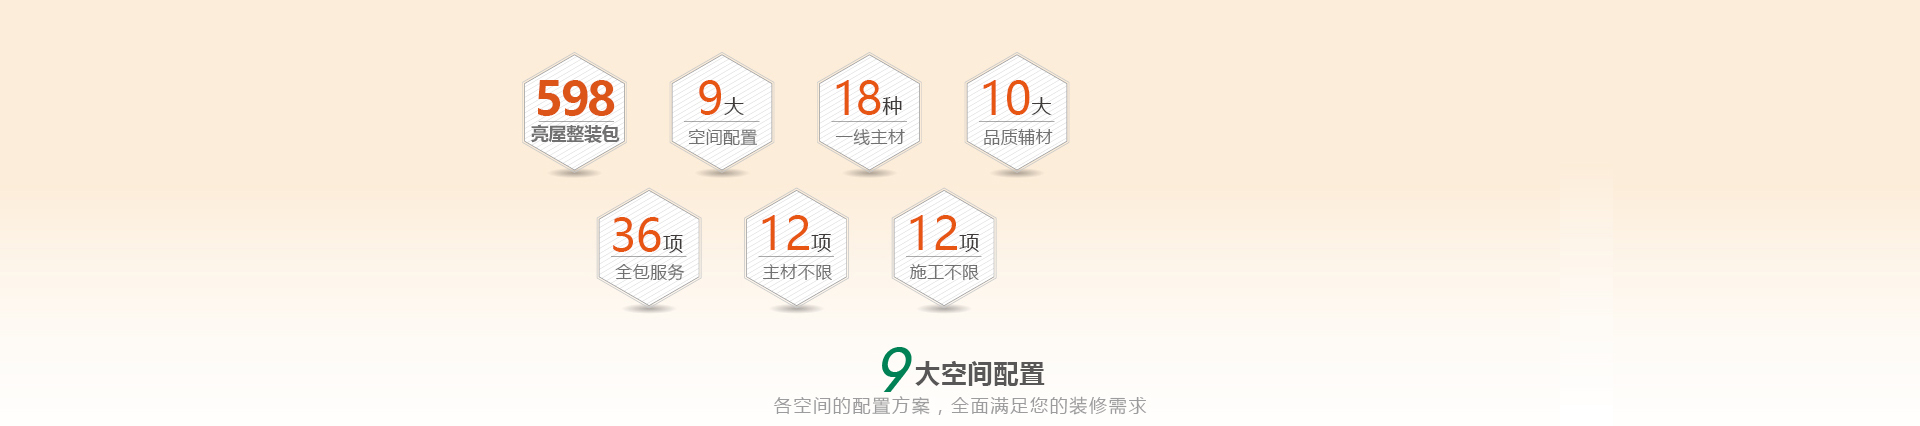 598
亮屋整装包
9大
空间配置
18种
一线主材
10大
品质辅材
36项
全包服务
12项
主材不限
12项
施工不限
9大空间配置
各空间的配置方案，全面满足您的装修需求